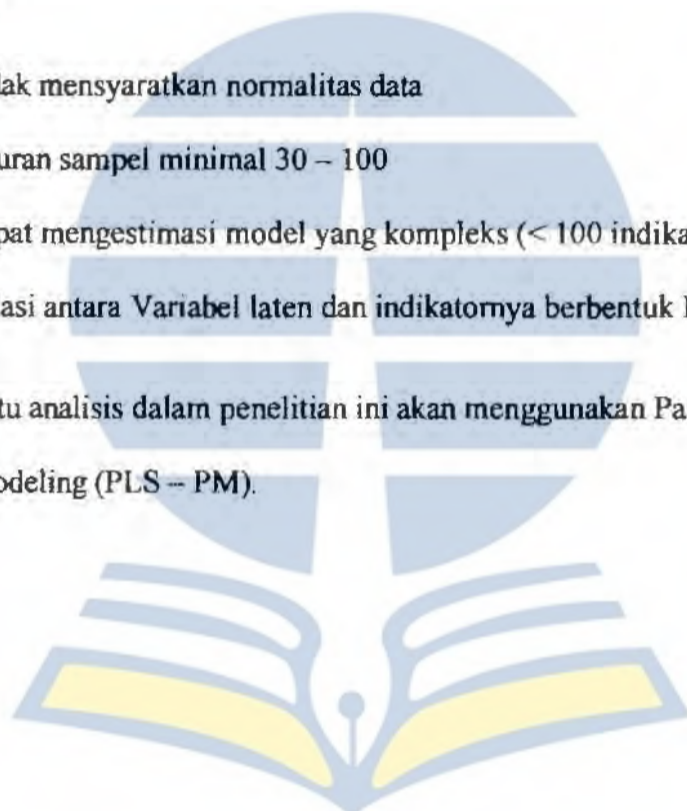 lak mensyaratkan normalitas data
uran sampel minimal 30 – 100
pat mengestimasi model yang kompleks (< 100 indika
asi antara Variabel laten dan indikatornya berbentuk
tu analisis dalam penelitian ini akan menggunakan Pa
odeling (PLS – PM).